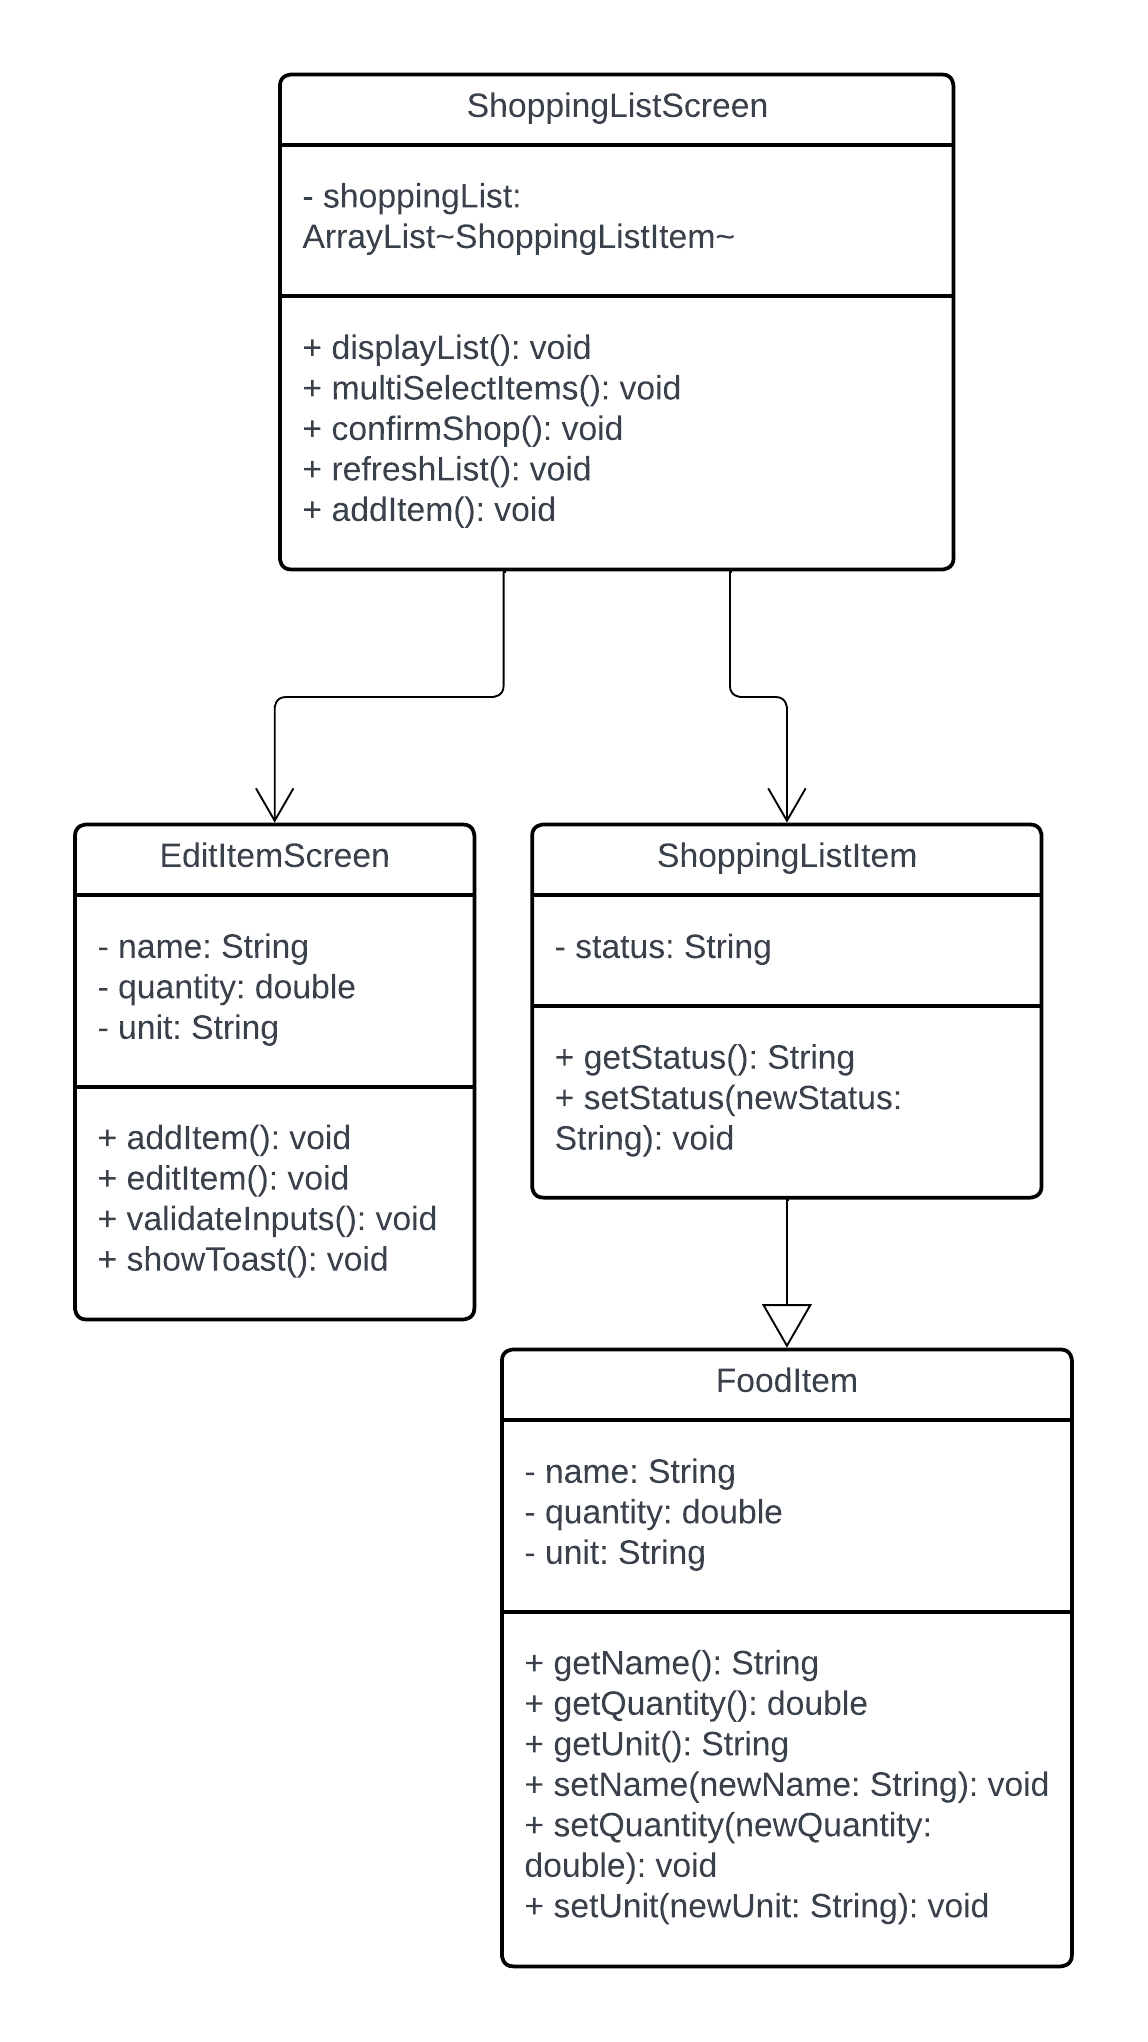 ShoppingListScreen
- shoppingList:
ArrayList~ShoppingListItem~
+ displayList(): void
+ multiSelectItems(): void
+ confirmShop(): void
+ refreshList(): void
+ addItem(): void
EditItemScreen
- name: String
- quantity: double
- unit: String
+ addItem(): void
+ editItem(): void
+ validateInputs(): void
+ showToast(): void
ShoppingListItem
- status: String
+ getStatus(): String
+ setStatus(newStatus:
String): void
FoodItem
- name: String
- quantity: double
- unit: String
+ getName(): String
+ getQuantity(): double
+ getUnit(): String
+ setName(newName: String): void
+ setQuantity(newQuantity:
double): void
+ setUnit(newUnit: String): void